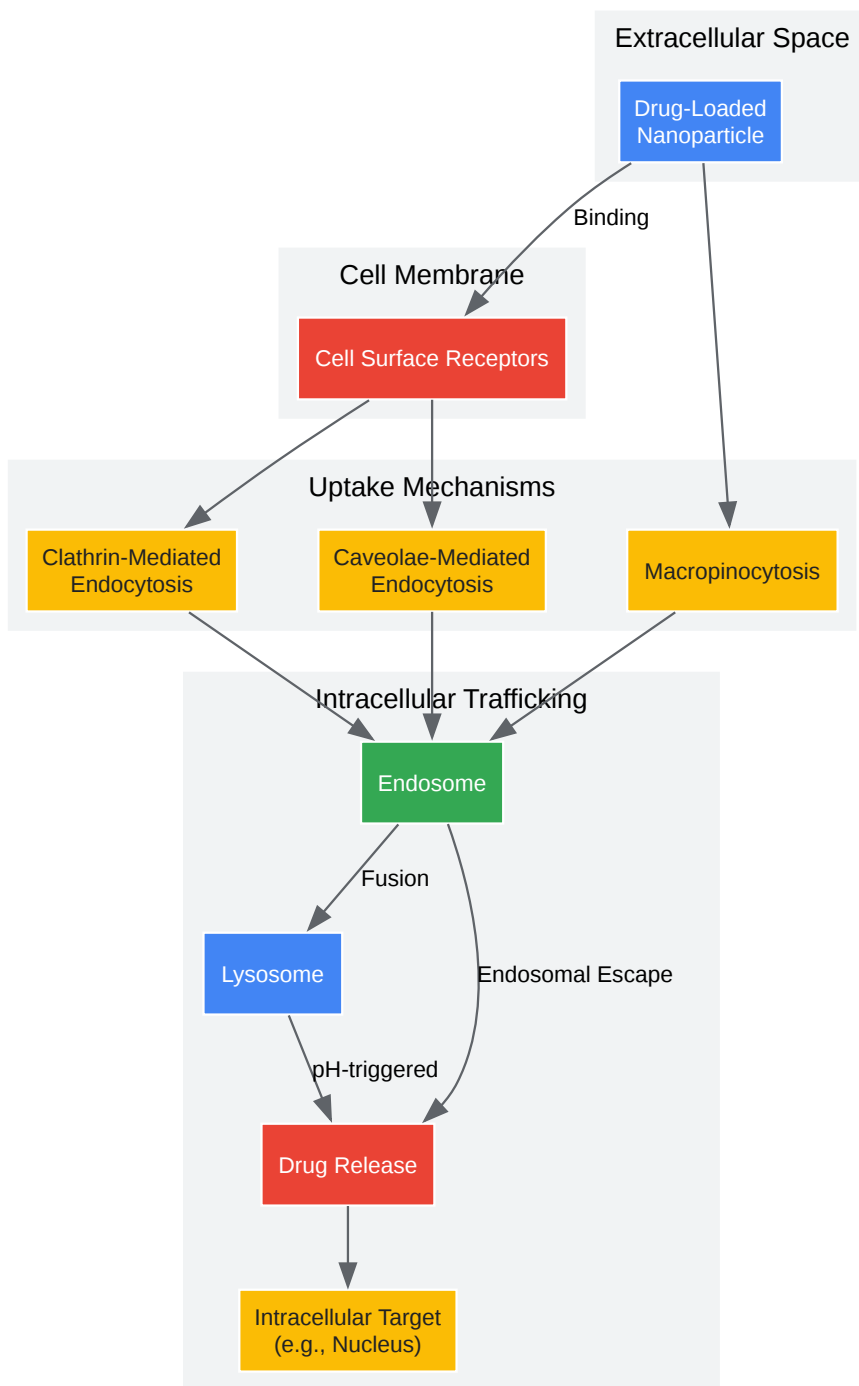 Extracellular Space
Drug-Loaded
Nanoparticle
Binding
Cell Membrane
Cell Surface Receptors
Uptake Mechanisms
Clathrin-Mediated
Endocytosis
Caveolae-Mediated
Endocytosis
Macropinocytosis
Intracellular Trafficking
Endosome
Fusion
Lysosome
Endosomal Escape
pH-triggered
Drug Release
Intracellular Target
(e.g., Nucleus)